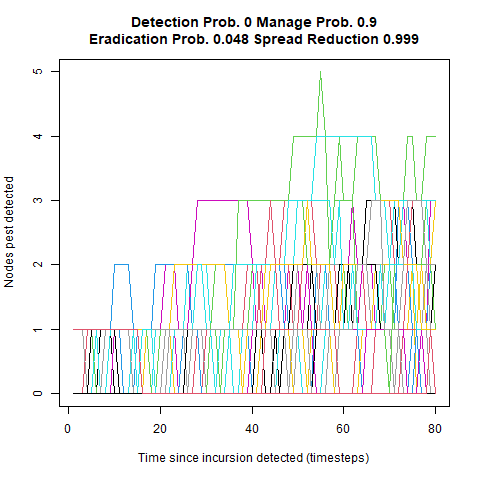 Detection Prob. 0 Manage Prob. 0.9
Eradication Prob. 0.048 Spread Reduction 0.999
5
4
3
2
1
0
Nodes pest detected
0 20 40 60 80
Time since incursion detected (timesteps)